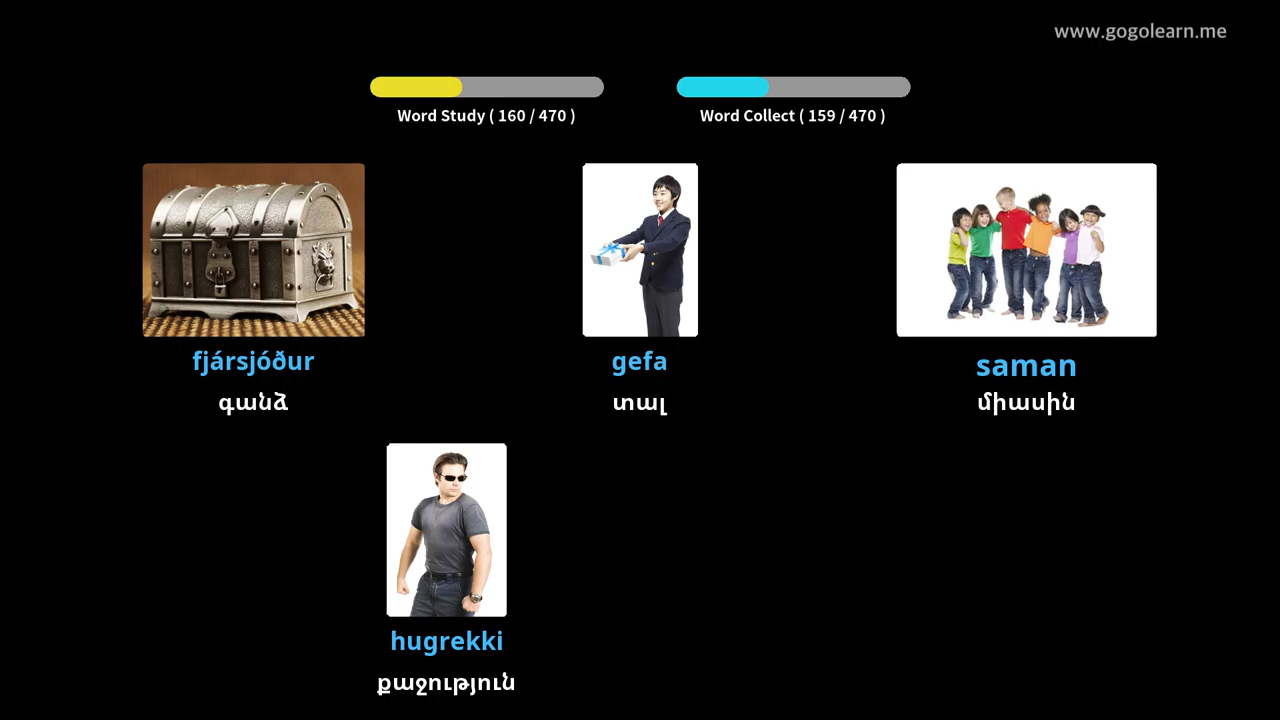 www.gogolearn.me
Word Study ( 160 / 470 )
Word Collect ( 159 / 470 )
fjársjóður
գանձ
gefa
տալ
saman
միասին
hugrekki
քաջություն